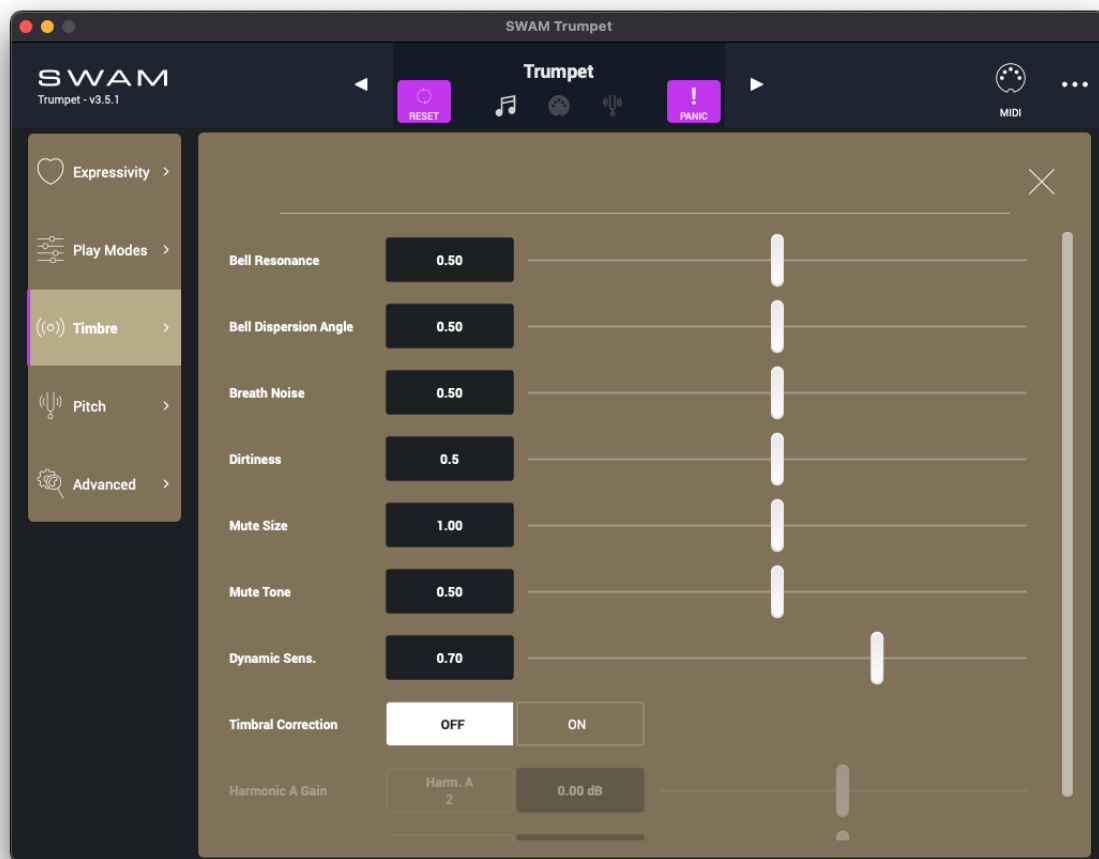 SWAM Trumpet
SWAM
Trumpet - v3.5.1
Trumpet
RESET
PANIC
MIDI
Expressivity
Play Modes
Timbre
Pitch
Advanced
Bell Resonance 0.50
Bell Dispersion Angle 0.50
Breath Noise 0.50
Dirtiness 0.5
Mute Size 1.00
Mute Tone 0.50
Dynamic Sens. 0.70
Timbral Correction OFF ON
Harmonic A Gain Harm. A 0.00 dB
2